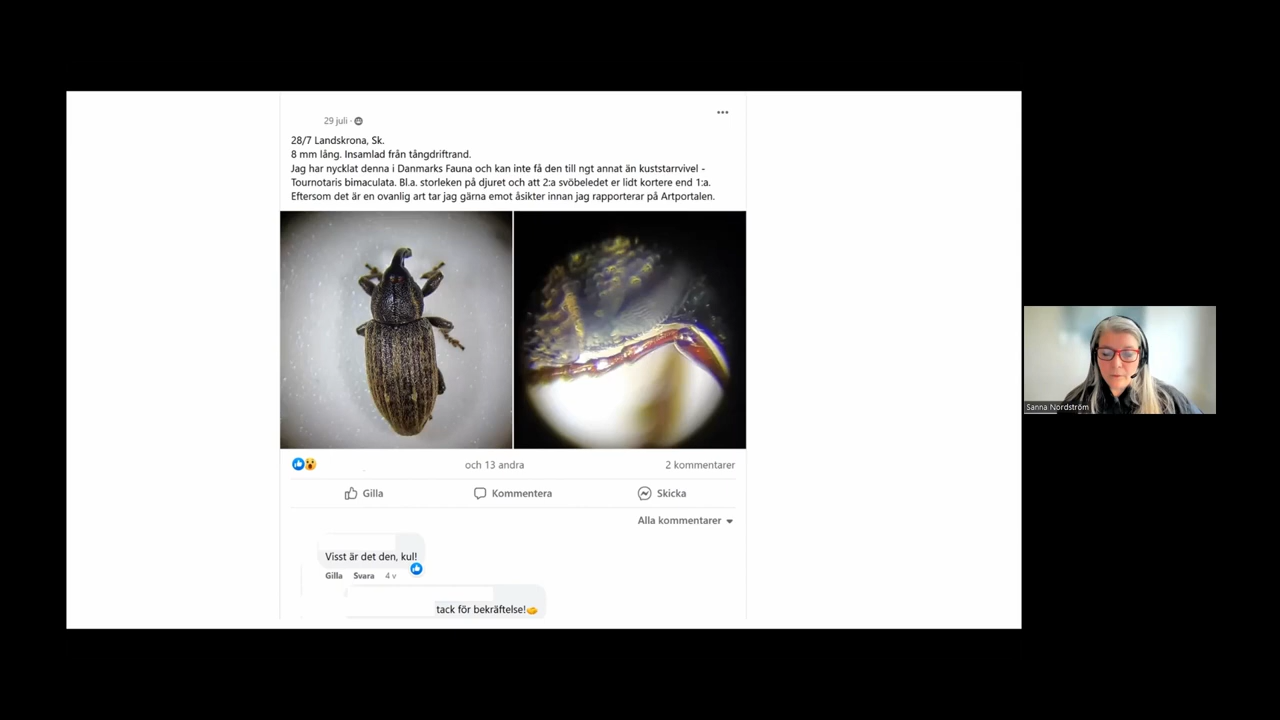 29 juli ·
28/7 Landskrona, Sk.
8 mm lång. Insamlad från tångdriftrand.
Jag har nycklat denna i Danmarks Fauna och kan inte få den till ngt annat än kuststarrvivel -
Tournotaris bimaculata. Bl.a. storleken på djuret och att 2:a svöbeledet er lidt kortere end 1:a.
Eftersom det är en ovanlig art tar jag gärna emot åsikter innan jag rapporterar på Artportalen.
och 13 andra
2 kommentarer
Gilla
Kommentera
Skicka
Alla kommentarer
Visst är det den, kul!
Gilla Svara 4 v
tack för bekräftelse!
Sanna Nordström